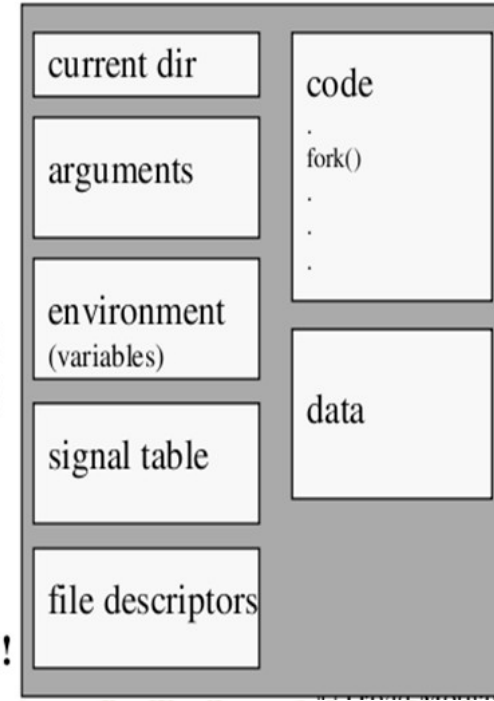 current dir
arguments
environment
(variables)
signal table
file descriptors
code
.
fork()
.
.
.
data
!